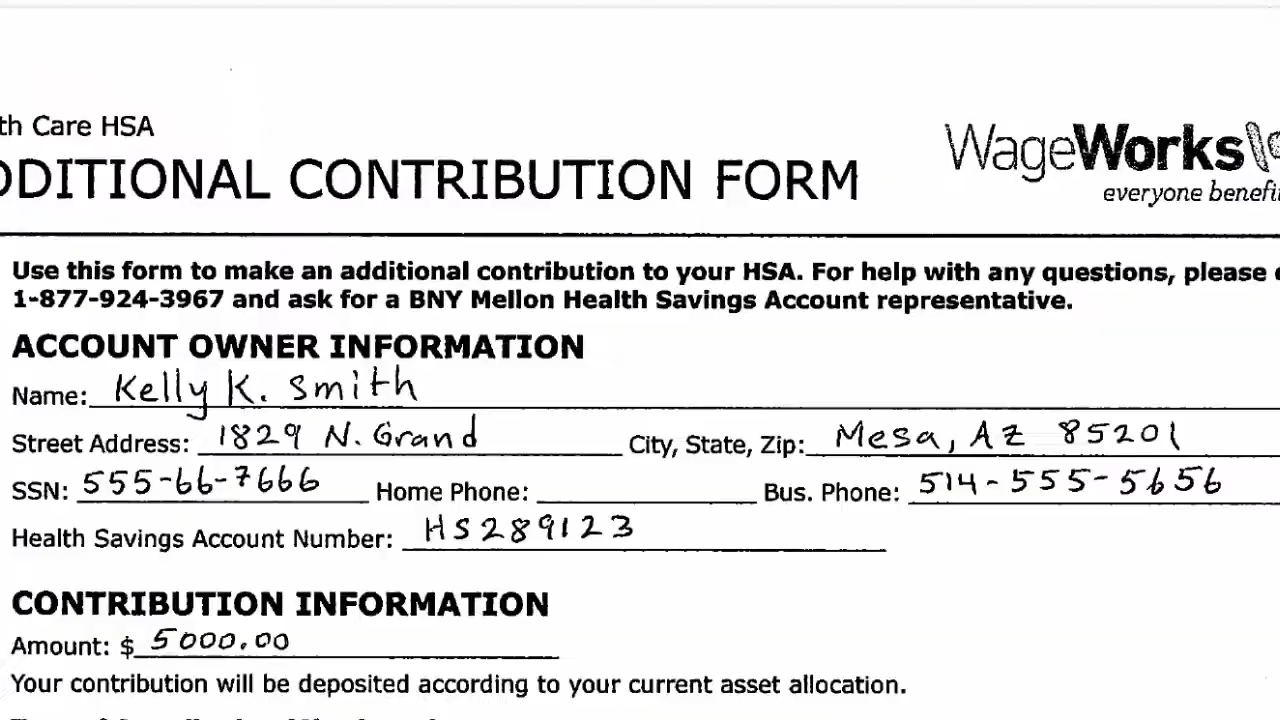 th Care HSA
DDITIONAL CONTRIBUTION FORM
WageWorks
everyone benefi
Use this form to make an additional contribution to your HSA. For help with any questions, please
1-877-924-3967 and ask for a BNY Mellon Health Savings Account representative.
ACCOUNT OWNER INFORMATION
Name: Kelly K. Smith
Street Address: 1829 N. Grand City, State, Zip: Mesa, AZ 85201
SSN: 555-66-7666 Home Phone: Bus. Phone: 514-555-5656
Health Savings Account Number: HS289123
CONTRIBUTION INFORMATION
Amount: $ 5000.00
Your contribution will be deposited according to your current asset allocation.